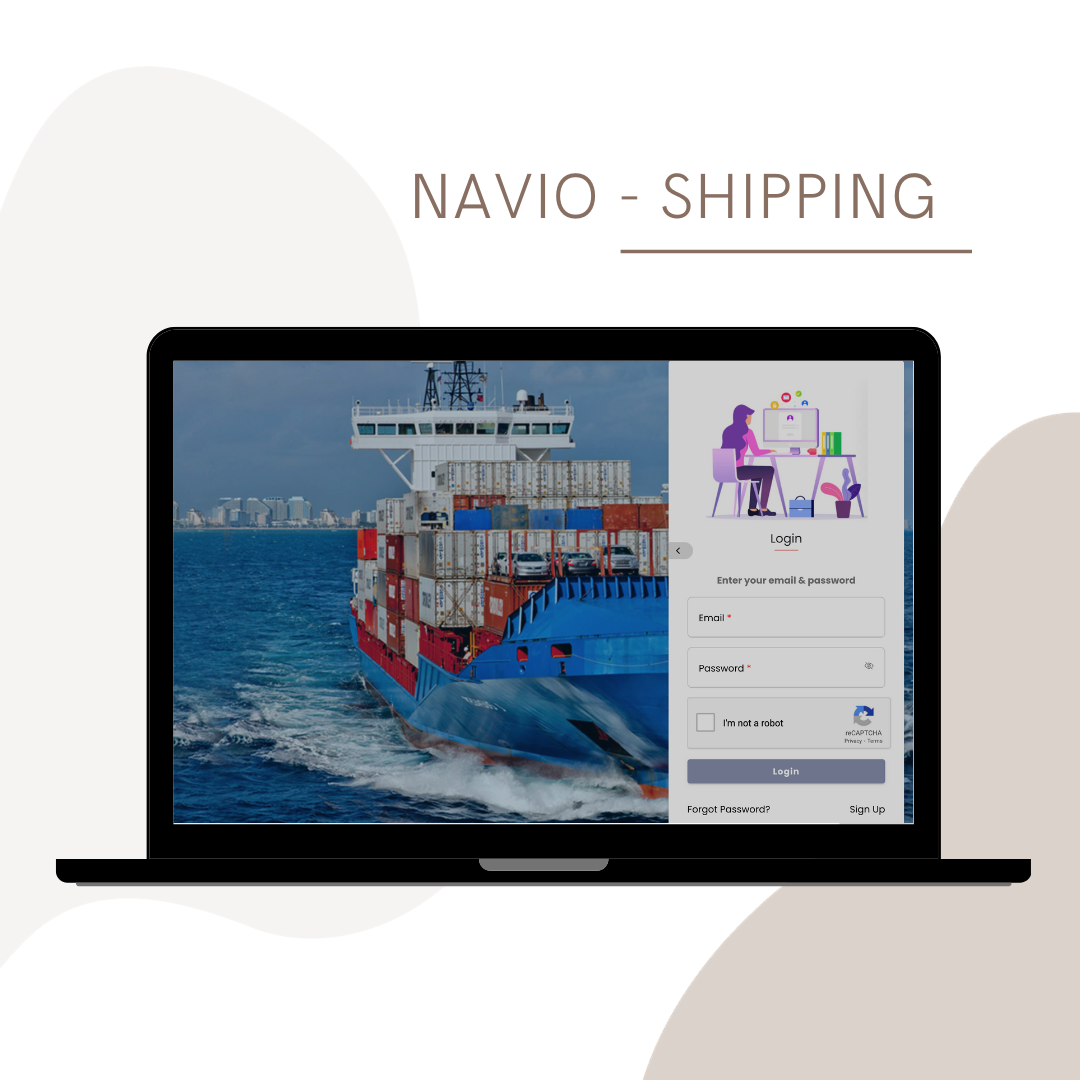 NAVIO - SHIPPING
Login
Enter your email & password
Email *
Password *
I'm not a robot
reCAPTCHA
Privacy - Terms
Login
Forgot Password? Sign Up